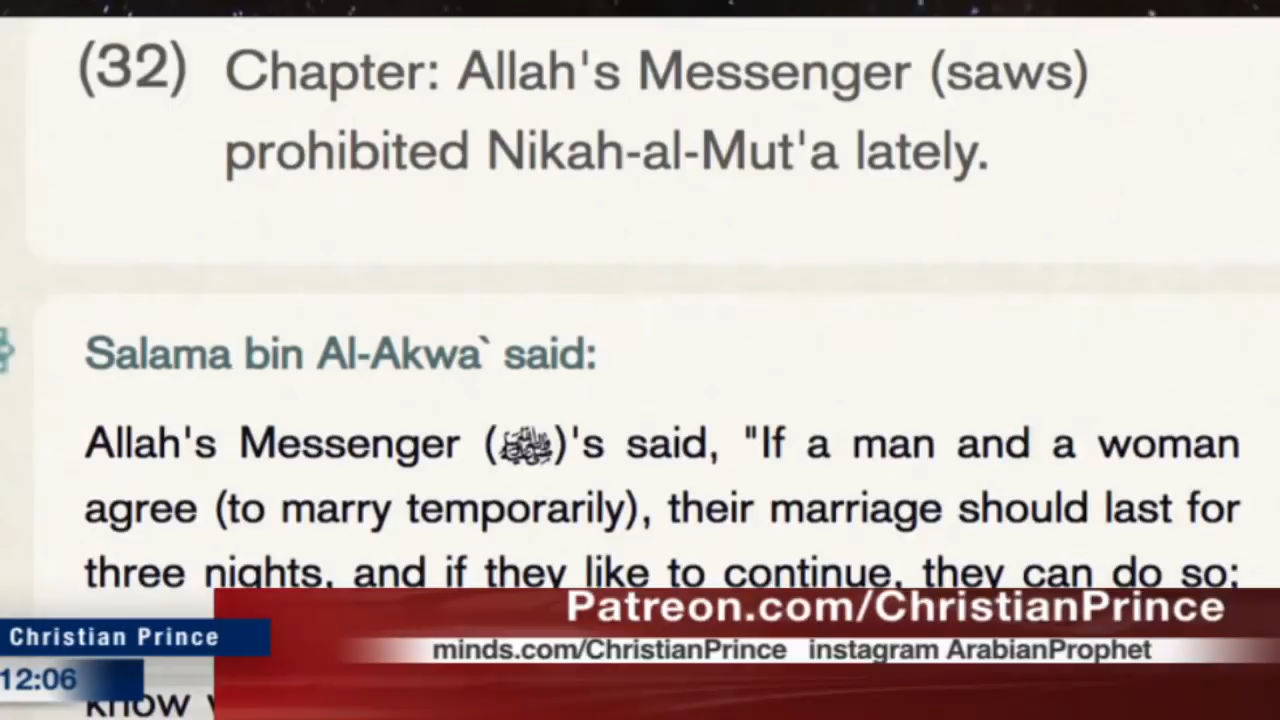 (32) Chapter: Allah's Messenger (saws)
prohibited Nikah-al-Mut'a lately.
Salama bin Al-Akwa` said:
Allah's Messenger (ﷺ)'s said, "If a man and a woman
agree (to marry temporarily), their marriage should last for
three nights, and if they like to continue, they can do so;
know
Patreon.com/ChristianPrince
Christian Prince
minds.com/ChristianPrince instagram ArabianProphet
12:06